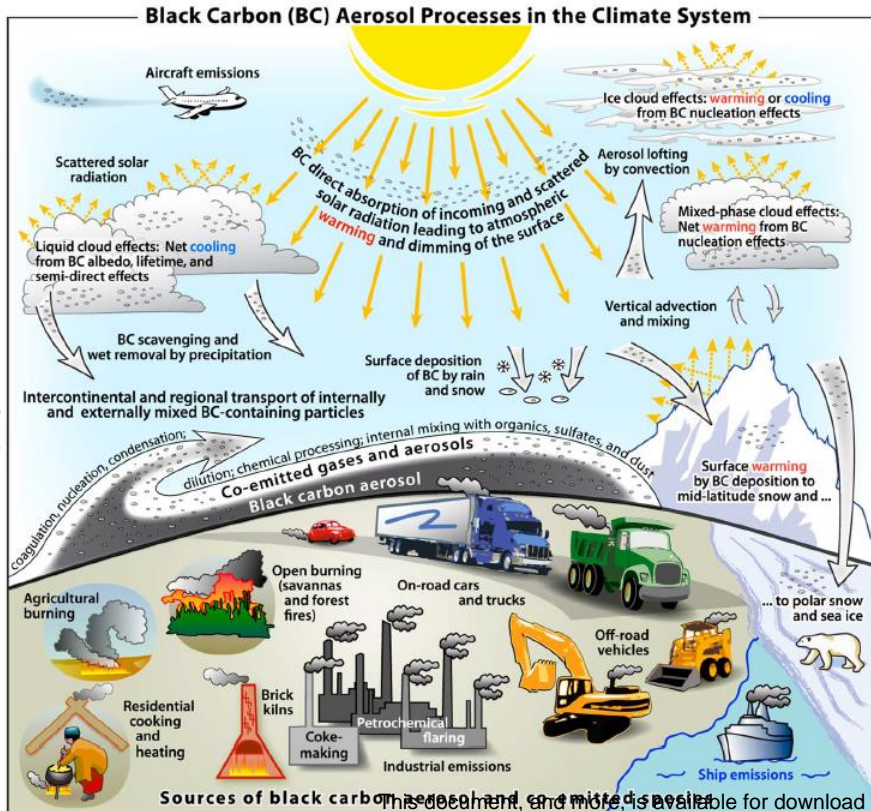 Black Carbon (BC) Aerosol Processes in the Climate System
Aircraft emissions
Ice cloud effects: warming or cooling
from BC nucleation effects
Scattered solar
radiation
BC direct absorption of incoming and scattered
solar radiation leading to atmospheric
warming and dimming of the surface
Aerosol lofting
by convection
Liquid cloud effects: Net cooling
from BC albedo, lifetime, and
semi-direct effects
Mixed-phase cloud effects:
Net warming from BC
nucleation effects
Vertical advection
and mixing
BC scavenging and
wet removal by precipitation
Surface deposition
of BC by rain
and snow
Intercontinental and regional transport of internally
and externally mixed BC-containing particles
coagulation, nucleation, condensation;
dilution; chemical processing; internal mixing with organics, sulfates, and dust
Co-emitted gases and aerosols
Black carbon aerosol
Surface warming
by BC deposition to
mid-latitude snow and ...
... to polar snow
and sea ice
Agricultural
burning
Open burning
(savannas
and forest
fires)
On-road cars
and trucks
Off-road
vehicles
Residential
cooking
and
heating
Brick
kilns
Coke-
making
Petrochemical
flaring
Industrial emissions
Ship emissions
Sources of black carbon aerosol and co-emitted species
This document, and more, is available for download